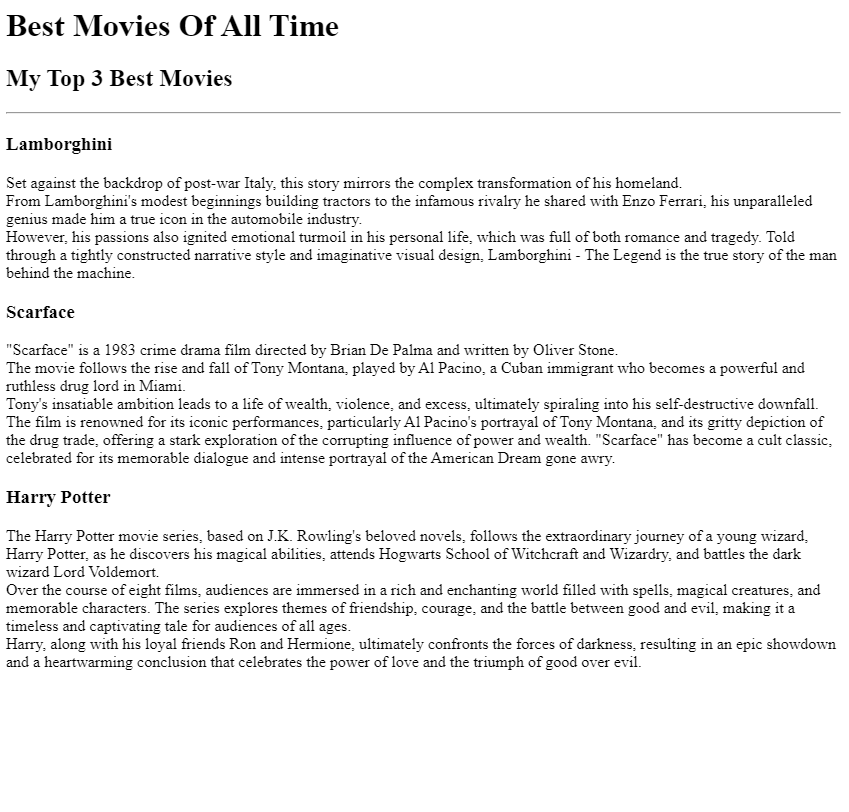 Best Movies Of All Time
My Top 3 Best Movies
Lamborghini
Set against the backdrop of post-war Italy, this story mirrors the complex transformation of his homeland.
From Lamborghini's modest beginnings building tractors to the infamous rivalry he shared with Enzo Ferrari, his unparalleled
genius made him a true icon in the automobile industry.
However, his passions also ignited emotional turmoil in his personal life, which was full of both romance and tragedy. Told
through a tightly constructed narrative style and imaginative visual design, Lamborghini - The Legend is the true story of the man
behind the machine.
Scarface
"Scarface" is a 1983 crime drama film directed by Brian De Palma and written by Oliver Stone.
The movie follows the rise and fall of Tony Montana, played by Al Pacino, a Cuban immigrant who becomes a powerful and
ruthless drug lord in Miami.
Tony's insatiable ambition leads to a life of wealth, violence, and excess, ultimately spiraling into his self-destructive downfall.
The film is renowned for its iconic performances, particularly Al Pacino's portrayal of Tony Montana, and its gritty depiction of
the drug trade, offering a stark exploration of the corrupting influence of power and wealth. "Scarface" has become a cult classic,
celebrated for its memorable dialogue and intense portrayal of the American Dream gone awry.
Harry Potter
The Harry Potter movie series, based on J.K. Rowling's beloved novels, follows the extraordinary journey of a young wizard,
Harry Potter, as he discovers his magical abilities, attends Hogwarts School of Witchcraft and Wizardry, and battles the dark
wizard Lord Voldemort.
Over the course of eight films, audiences are immersed in a rich and enchanting world filled with spells, magical creatures, and
memorable characters. The series explores themes of friendship, courage, and the battle between good and evil, making it a
timeless and captivating tale for audiences of all ages.
Harry, along with his loyal friends Ron and Hermione, ultimately confronts the forces of darkness, resulting in an epic showdown
and a heartwarming conclusion that celebrates the power of love and the triumph of good over evil.